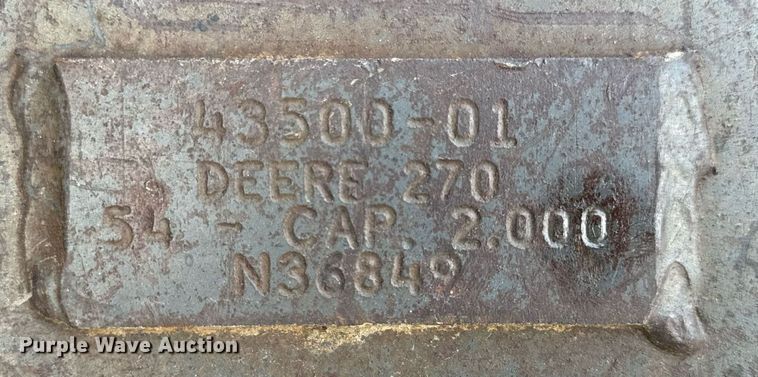 43500-01
DEERE 270
54 - CAP. 2.000
N36849
Purple Wave Auction